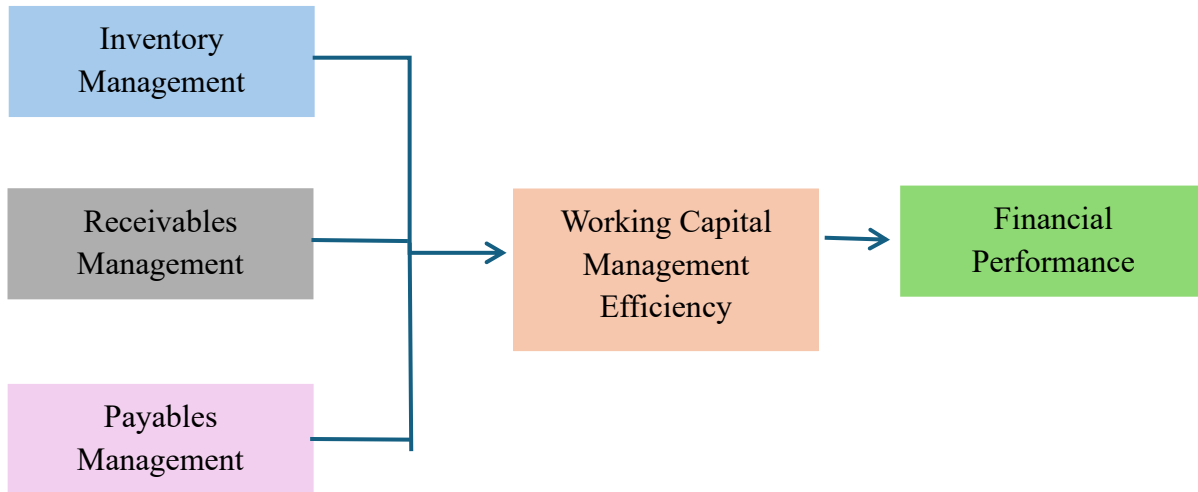 Inventory
Management
Receivables
Management
Payables
Management
Working Capital
Management
Efficiency
Financial
Performance